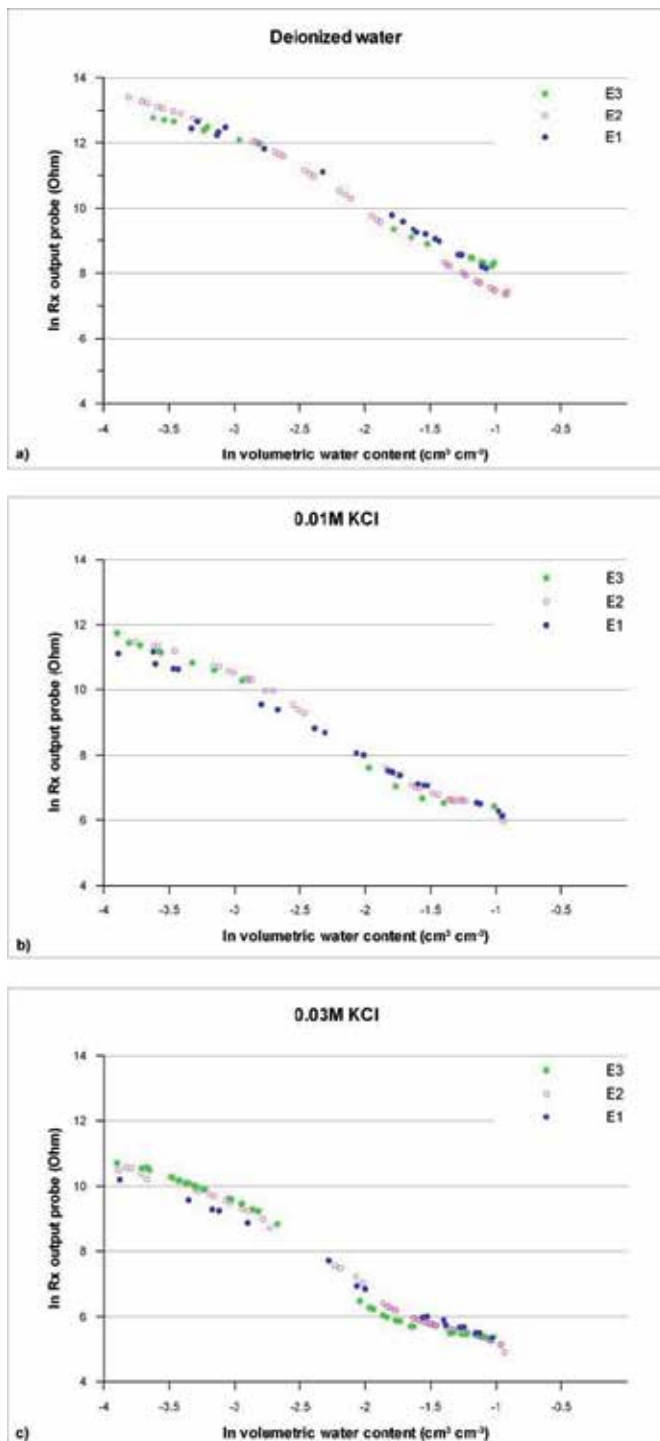 Deionized water
14
12
10
8
6
4
ln Rx output probe (Ohm)
E3
E2
E1
-4 -3.5 -3 -2.5 -2 -1.5 -1 -0.5
ln volumetric water content (cm³ cm⁻³)
a)
0.01M KCl
14
12
10
8
6
4
ln Rx output probe (Ohm)
E3
E2
E1
-4 -3.5 -3 -2.5 -2 -1.5 -1 -0.5
ln volumetric water content (cm³ cm⁻³)
b)
0.03M KCl
14
12
10
8
6
4
ln Rx output probe (Ohm)
E3
E2
E1
-4 -3.5 -3 -2.5 -2 -1.5 -1 -0.5
ln volumetric water content (cm³ cm⁻³)
c)